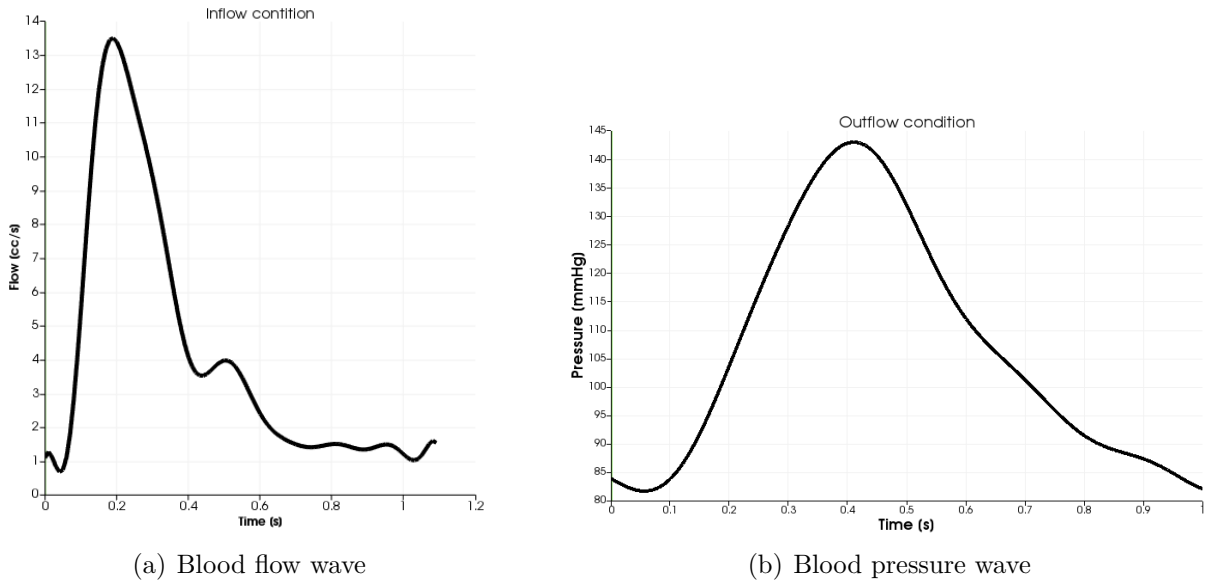 Inflow contition
14
13
12
11
10
9
8
7
6
5
4
3
2
1
0
Flow (cc/s)
0 0.2 0.4 0.6 0.8 1 1.2
Time (s)
(a) Blood flow wave
Outflow condition
145
140
135
130
125
120
115
110
105
100
95
90
85
80
Pressure (mmHg)
0 0.1 0.2 0.3 0.4 0.5 0.6 0.7 0.8 0.9 1
Time (s)
(b) Blood pressure wave